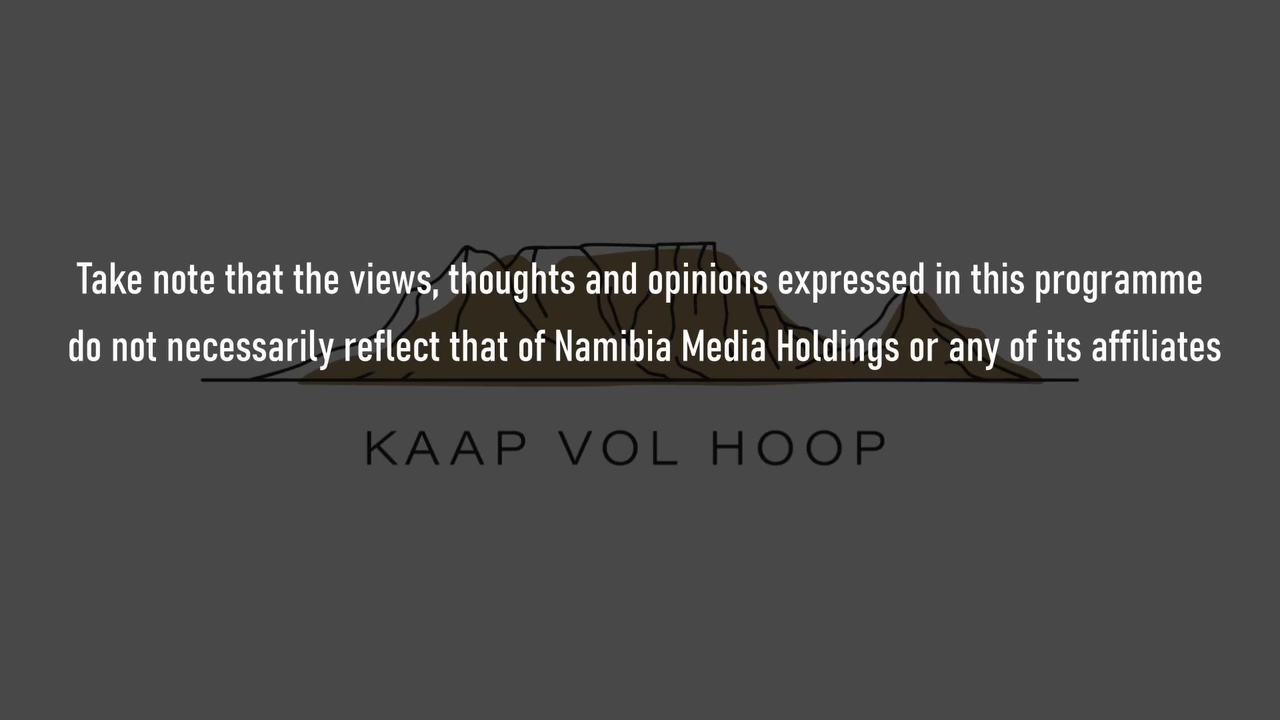 Take note that the views, thoughts and opinions expressed in this programme
do not necessarily reflect that of Namibia Media Holdings or any of its affiliates
KAAP VOL HOOP